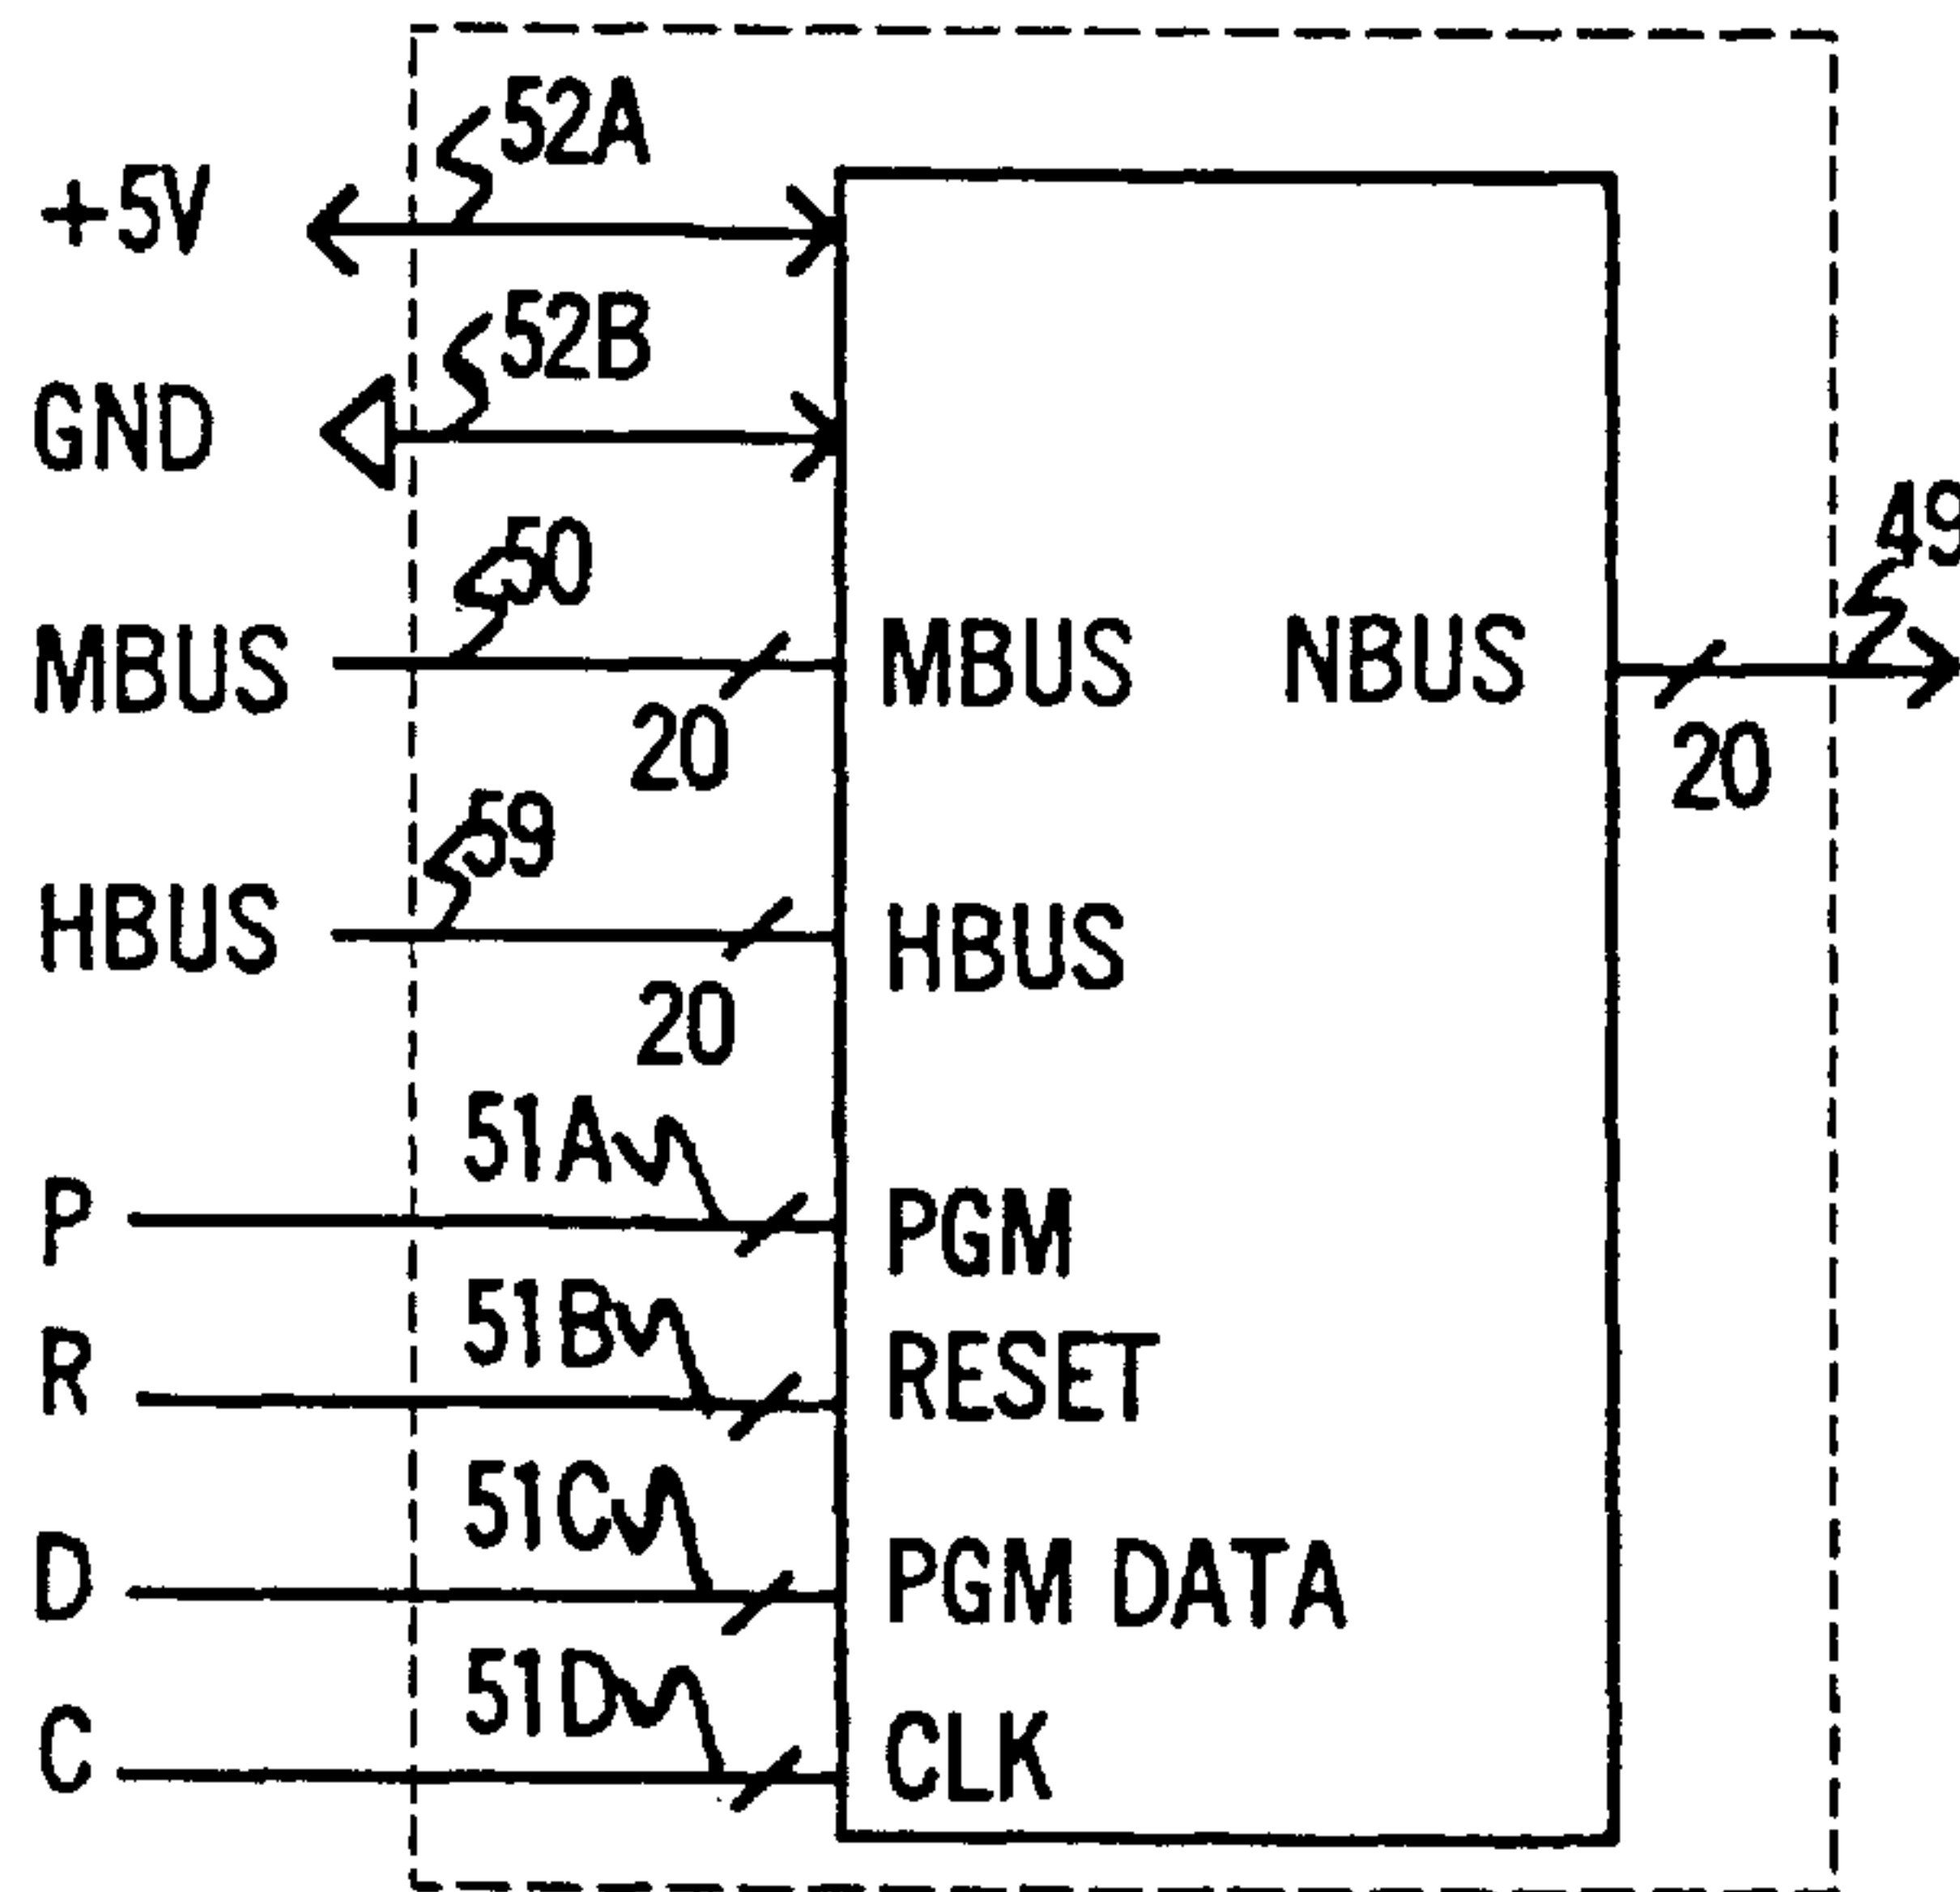 52A
+5V
52B
GND
50
MBUS
MBUS
NBUS
49
20
20
59
HBUS
HBUS
20
51A
P
PGM
51B
R
RESET
51C
D
PGM DATA
51D
C
CLK